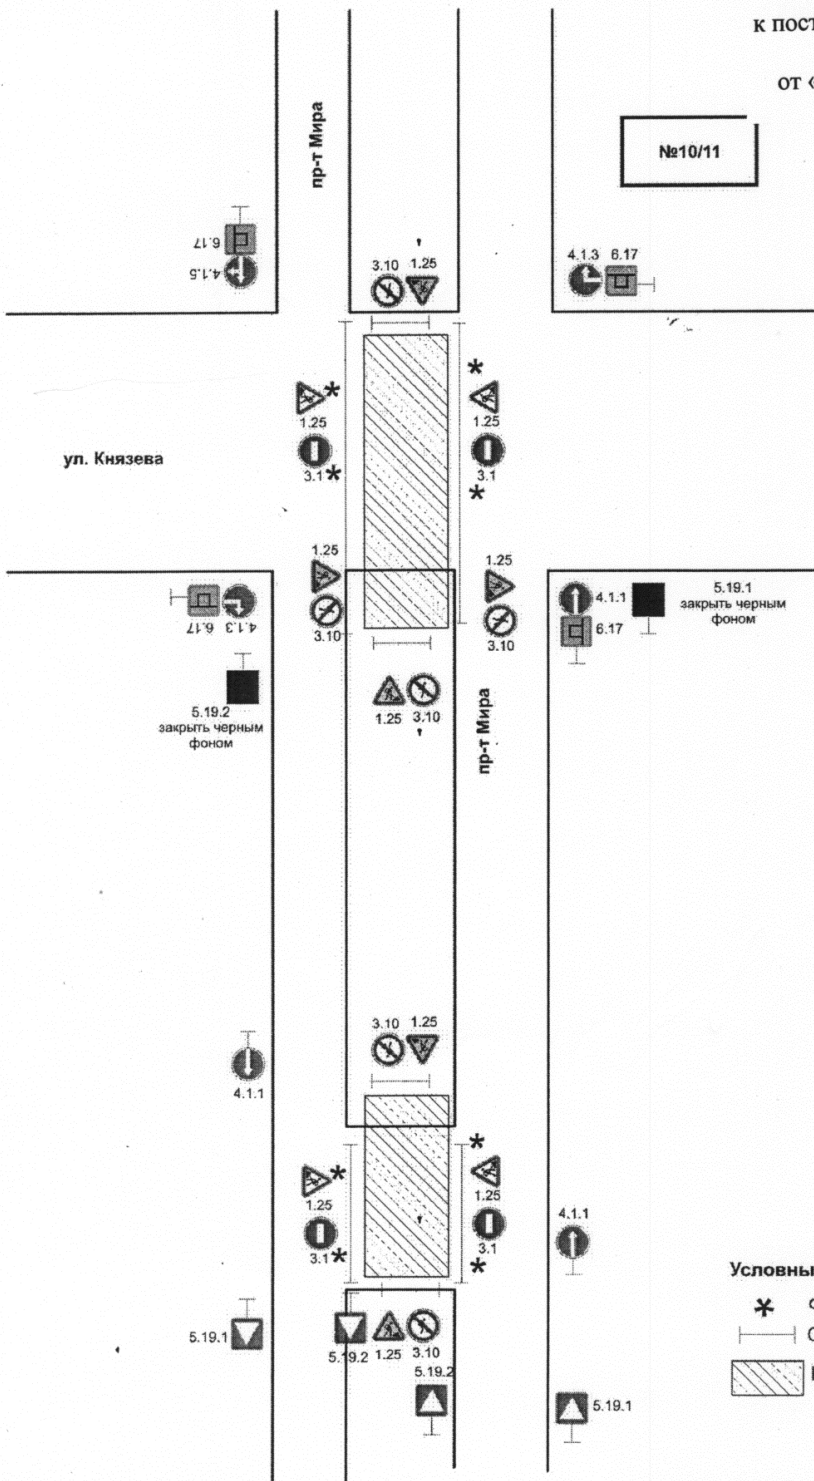 к пост
от «
№10/11
пр-т Мира
6.17
4.1.5
3.10 1.25
4.1.3 6.17
1.25
3.1
1.25
3.1
ул. Князева
1.25
3.10
1.25
3.10
4.1.1
6.17
5.19.1
закрыть черным
фоном
6.17 4.1.3
5.19.2
закрыть черным
фоном
1.25 3.10
пр-т Мира
3.10 1.25
4.1.1
1.25
3.1
1.25
3.1
4.1.1
Условны
5.19.1
5.19.2 1.25 3.10
5.19.2
5.19.1